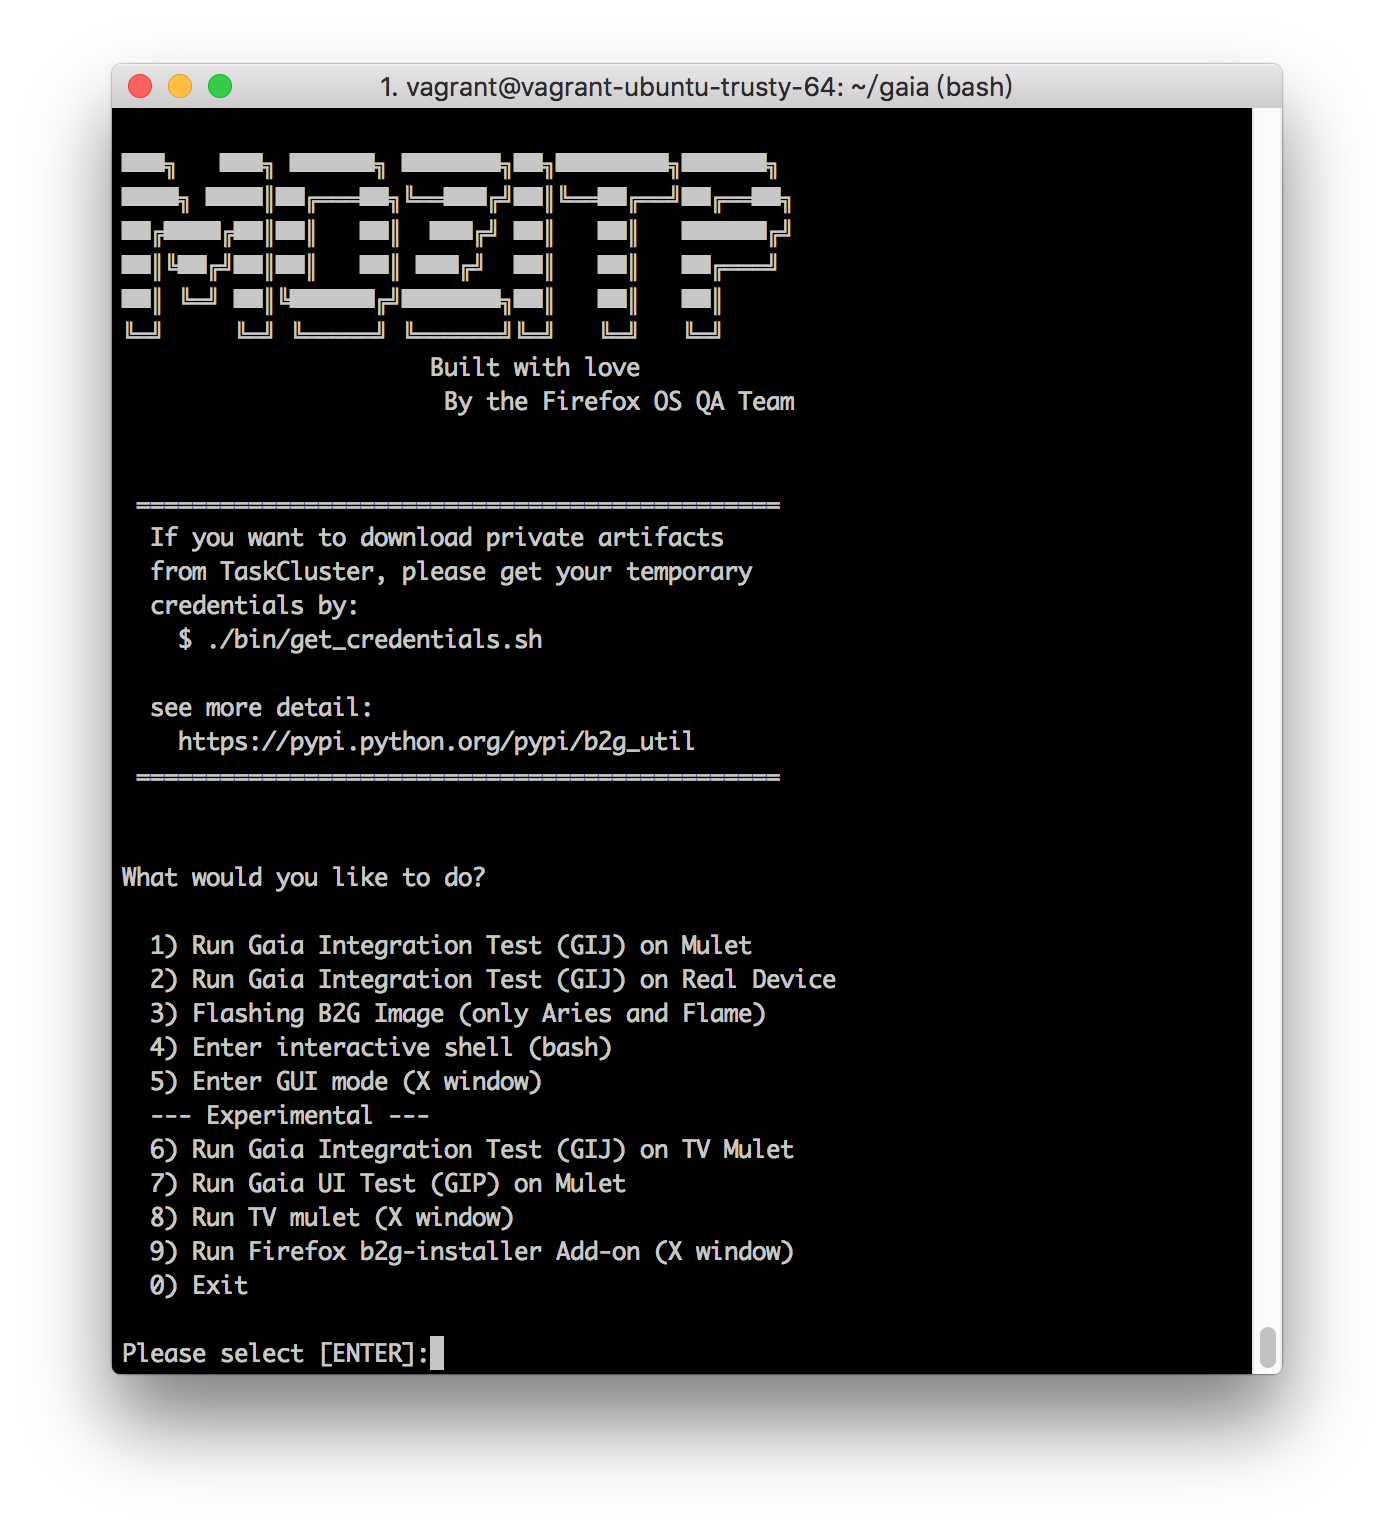 1. vagrant@vagrant-ubuntu-trusty-64: ~/gaia (bash)
MOZITP
Built with love
By the Firefox OS QA Team
==============================================
If you want to download private artifacts
from TaskCluster, please get your temporary
credentials by:
$ ./bin/get_credentials.sh
see more detail:
https://pypi.python.org/pypi/b2g_util
==============================================
What would you like to do?
1) Run Gaia Integration Test (GIJ) on Mulet
2) Run Gaia Integration Test (GIJ) on Real Device
3) Flashing B2G Image (only Aries and Flame)
4) Enter interactive shell (bash)
5) Enter GUI mode (X window)
--- Experimental ---
6) Run Gaia Integration Test (GIJ) on TV Mulet
7) Run Gaia UI Test (GIP) on Mulet
8) Run TV mulet (X window)
9) Run Firefox b2g-installer Add-on (X window)
0) Exit
Please select [ENTER]: